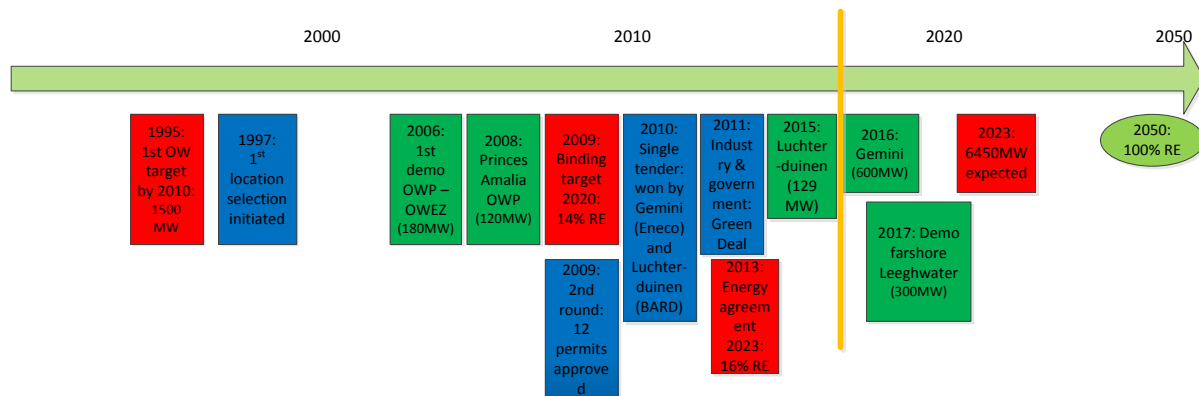 2000
2010
2020
2050
1995:
1st OW
target
by 2010:
1500
MW
1997:
1st
location
selection
initiated
2006:
1st
demo
OWP –
OWEZ
(180MW)
2008:
Princes
Amalia
OWP
(120MW)
2009:
Binding
target
2020:
14% RE
2009:
2nd
round:
12
permits
approve
d
2010:
Single
tender:
won by
Gemini
(Eneco)
and
Luchter-
duinen
(BARD)
2011:
Industry
ry &
govern
ment:
Green
Deal
2013:
Energy
agreem
ent
2023:
16% RE
2015:
Luchter
-duinen
(129
MW)
2016:
Gemini
(600MW)
2017: Demo
farshore
Leeghwater
(300MW)
2023:
6450MW
expected
2050:
100% RE